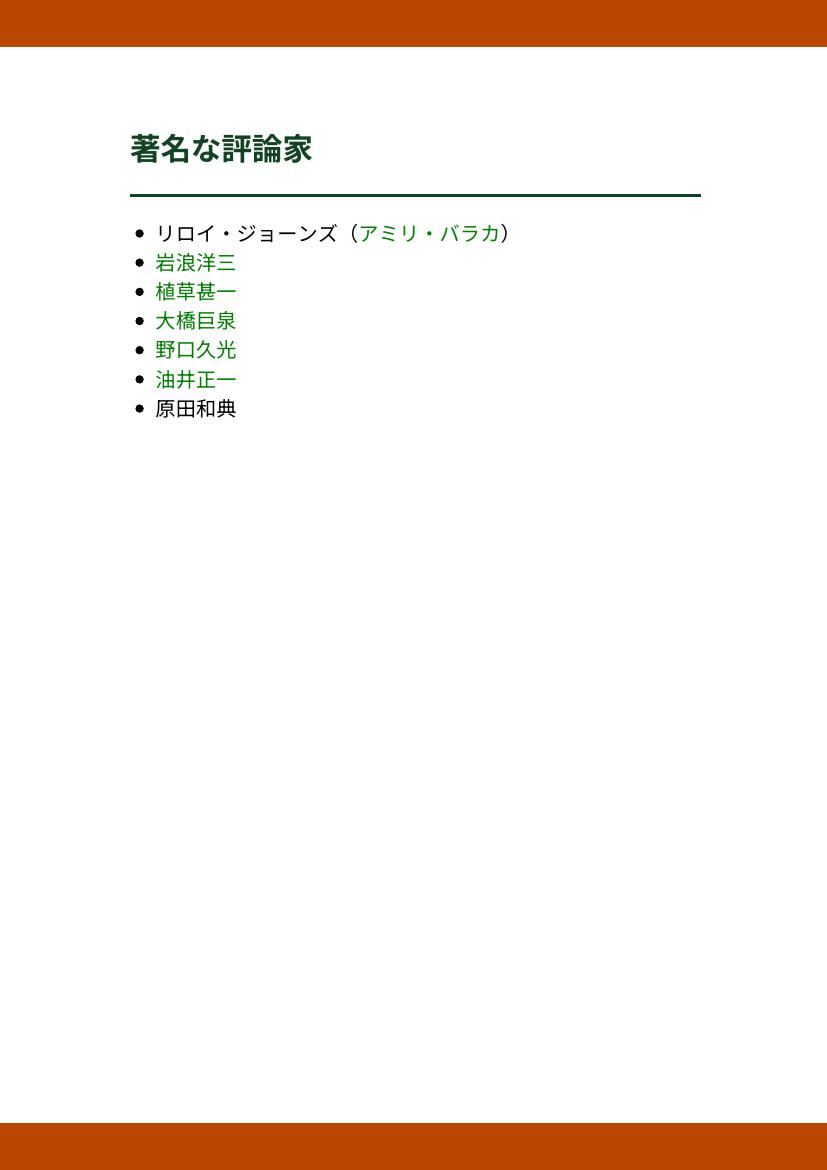 著名な評論家
リロイ・ジョーンズ（アミリ・バラカ）
岩浪洋三
植草甚一
大橋巨泉
野口久光
油井正一
原田和典